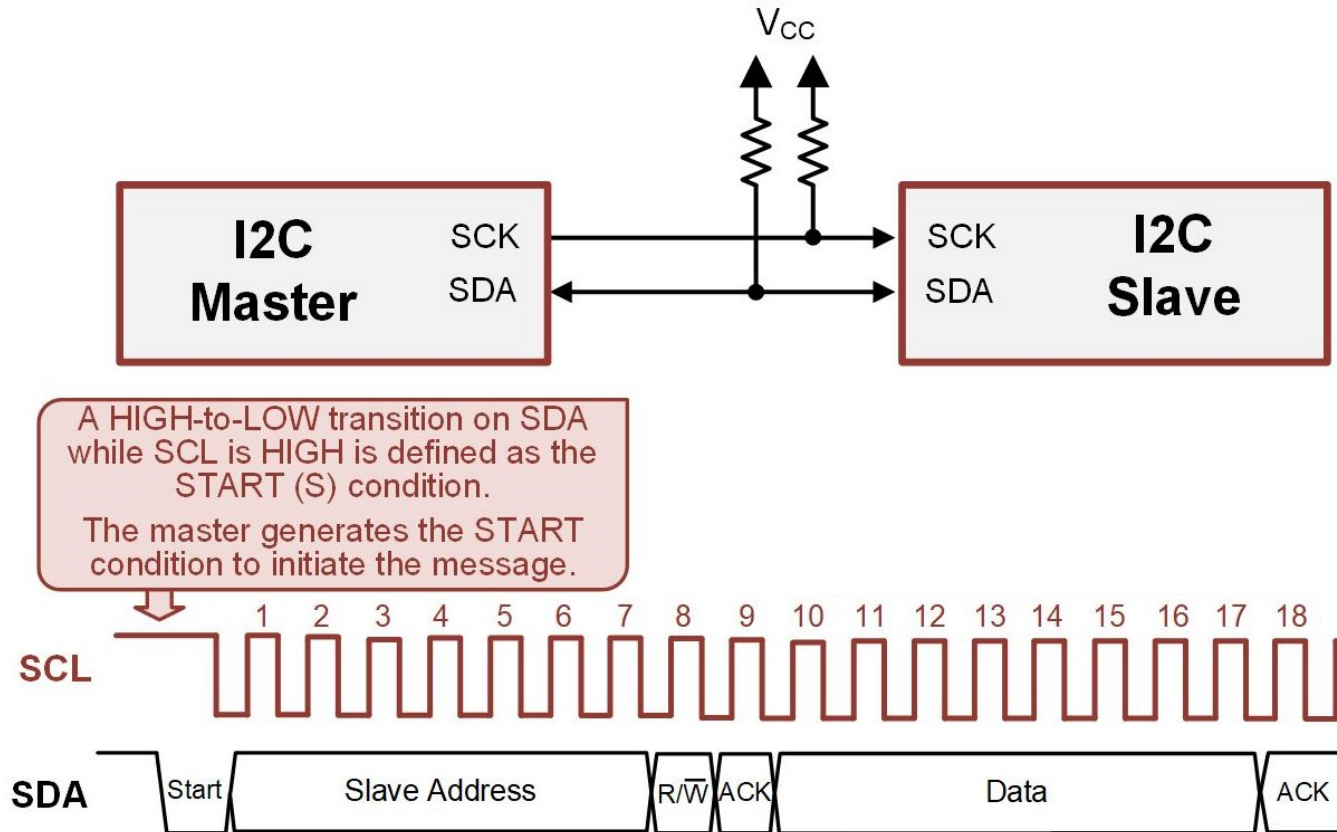 V_CC
I2C
Master
SCK
SDA
SCK
SDA
I2C
Slave
A HIGH-to-LOW transition on SDA
while SCL is HIGH is defined as the
START (S) condition.
The master generates the START
condition to initiate the message.
1 2 3 4 5 6 7 8 9 10 11 12 13 14 15 16 17 18
SCL
SDA Start Slave Address R/W̅ ACK Data ACK